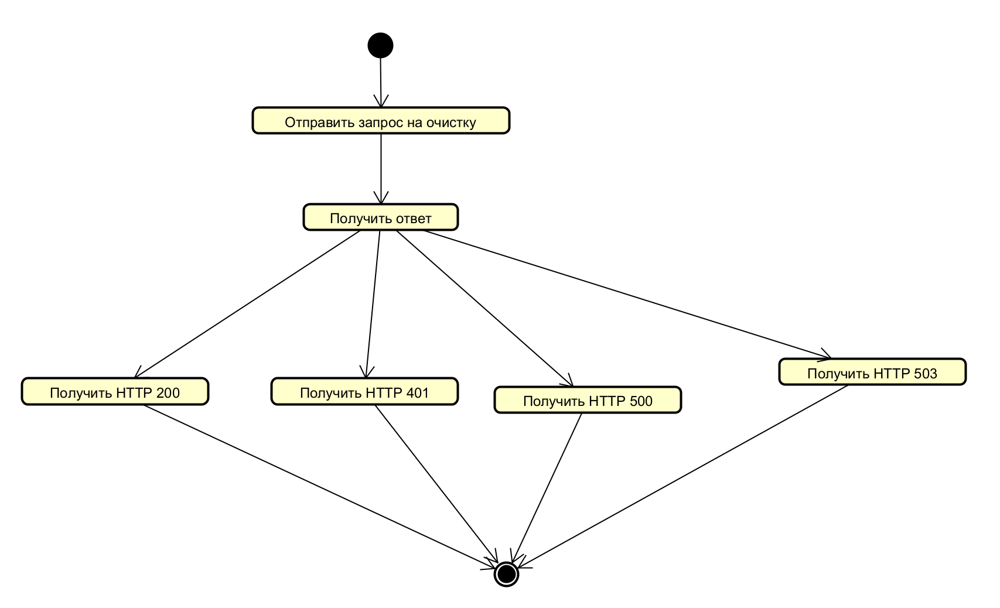 Отправить запрос на очистку
Получить ответ
Получить HTTP 200
Получить HTTP 401
Получить HTTP 500
Получить HTTP 503